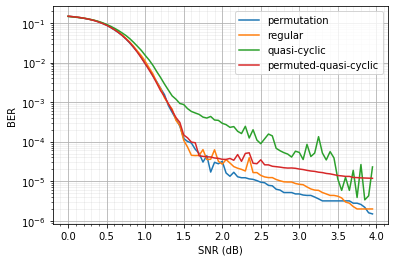 permutation
regular
quasi-cyclic
permuted-quasi-cyclic
BER
10⁻¹
10⁻²
10⁻³
10⁻⁴
10⁻⁵
10⁻⁶
0.0 0.5 1.0 1.5 2.0 2.5 3.0 3.5 4.0
SNR (dB)